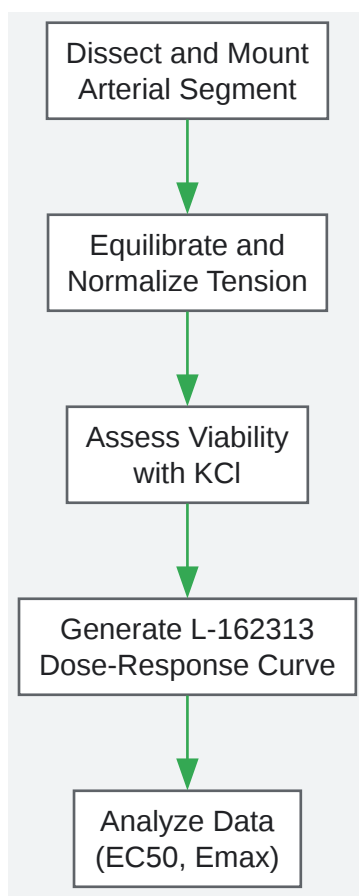 Dissect and Mount
Arterial Segment
Equilibrate and
Normalize Tension
Assess Viability
with KCl
Generate L-162313
Dose-Response Curve
Analyze Data
(EC50, Emax)